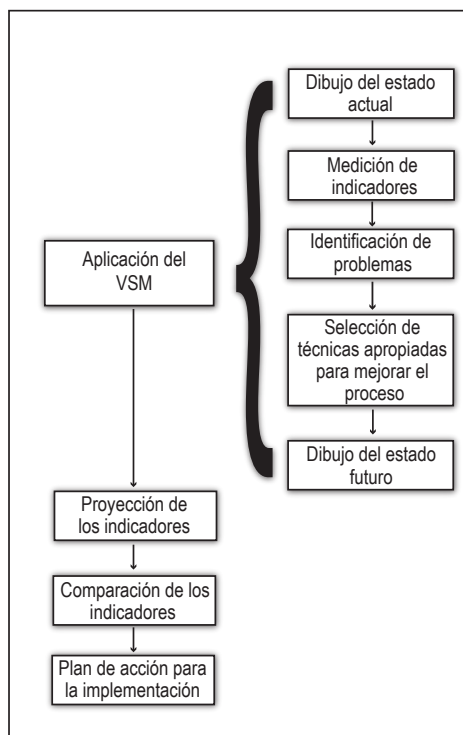 Aplicación del
VSM
Dibujo del estado
actual
Medición de
indicadores
Identificación de
problemas
Selección de
técnicas apropiadas
para mejorar el
proceso
Dibujo del estado
futuro
Proyección de
los indicadores
Comparación de los
indicadores
Plan de acción para
la implementación